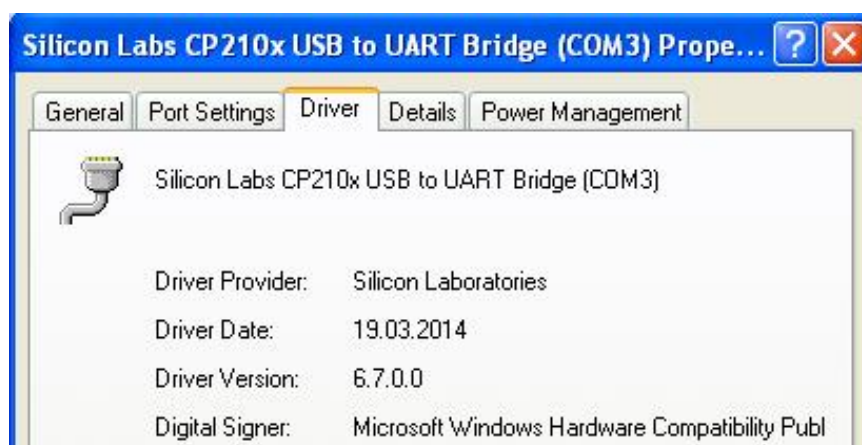 Silicon Labs CP210x USB to UART Bridge (COM3) Prope...
General Port Settings Driver Details Power Management
Silicon Labs CP210x USB to UART Bridge (COM3)
Driver Provider: Silicon Laboratories
Driver Date: 19.03.2014
Driver Version: 6.7.0.0
Digital Signer: Microsoft Windows Hardware Compatibility Publ